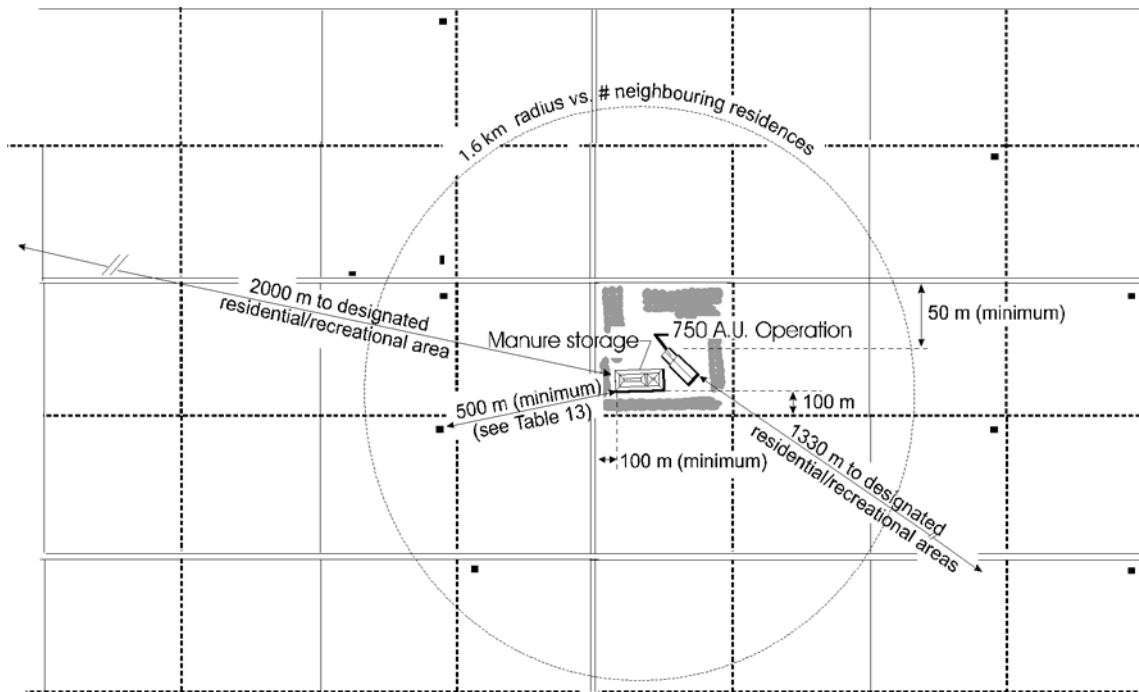 1.6 km radius vs. # neighbouring residences
2000 m to designated
residential/recreational area
50 m (minimum)
750 A.U. Operation
Manure storage
500 m (minimum)
(see Table 13)
100 m
100 m (minimum)
1330 m to designated
residential/recreational areas